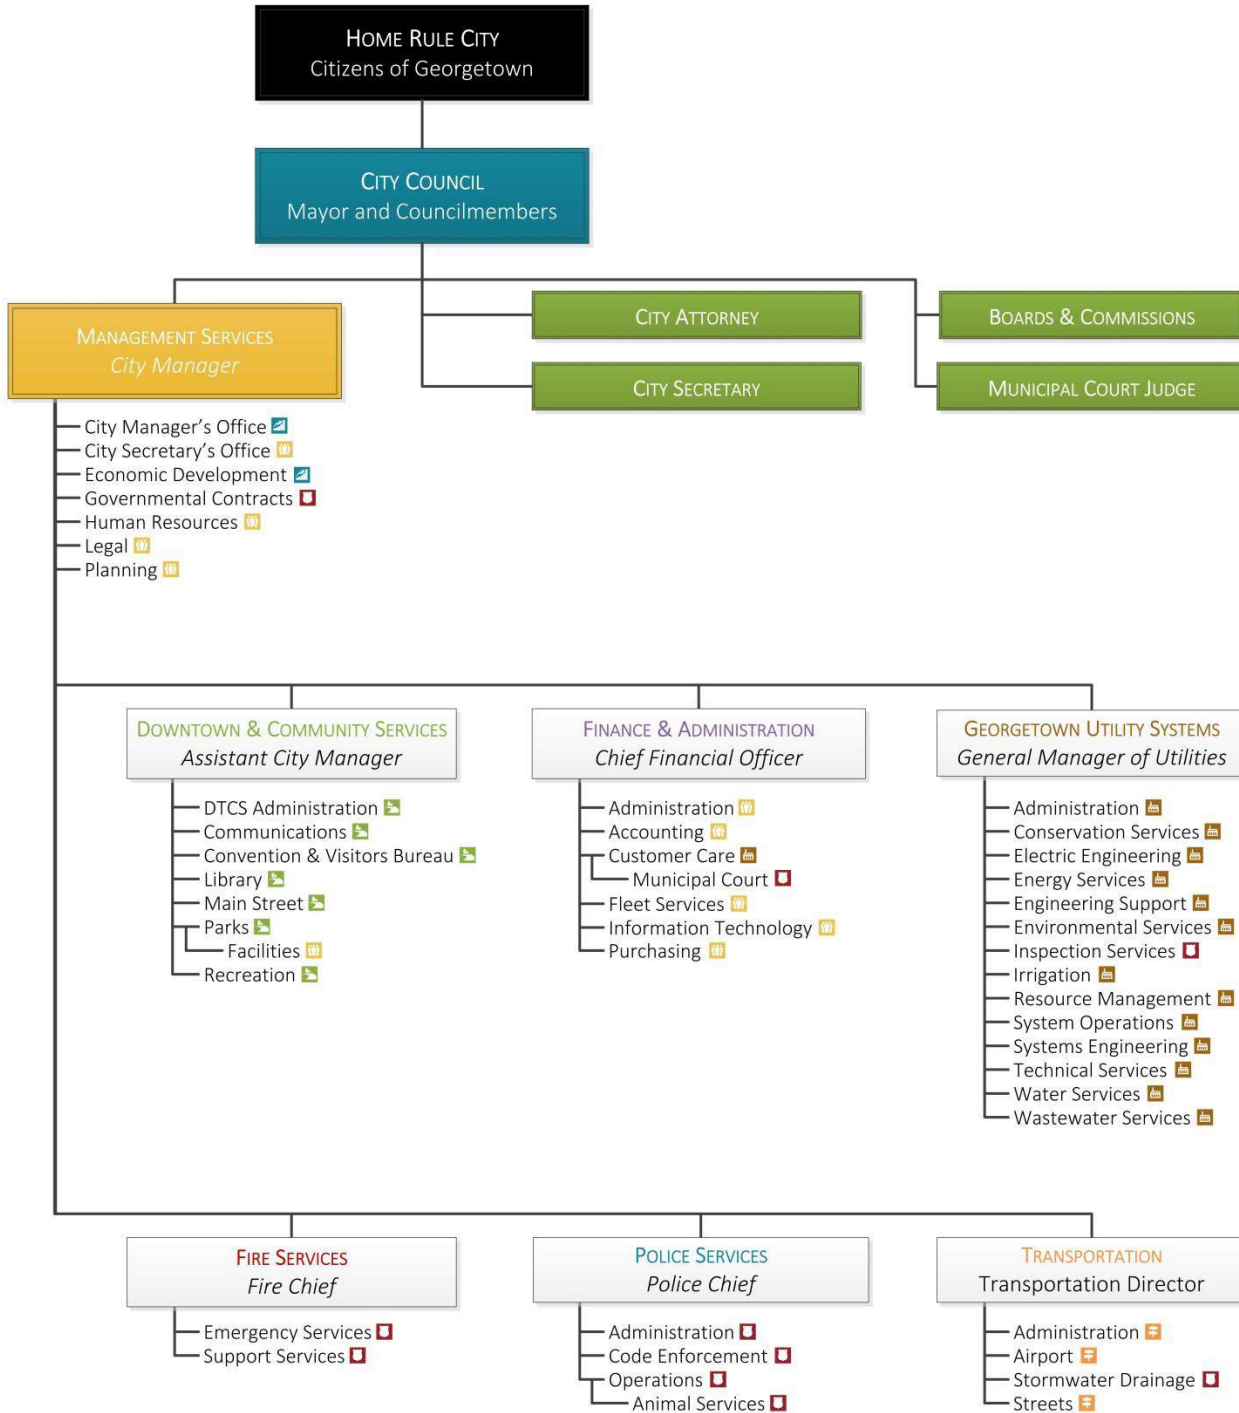 HOME RULE CITY
Citizens of Georgetown
CITY COUNCIL
Mayor and Councilmembers
MANAGEMENT SERVICES
City Manager
CITY ATTORNEY
BOARDS & COMMISSIONS
CITY SECRETARY
MUNICIPAL COURT JUDGE
City Manager’s Office
City Secretary’s Office
Economic Development
Governmental Contracts
Human Resources
Legal
Planning
DOWNTOWN & COMMUNITY SERVICES
Assistant City Manager
DTCS Administration
Communications
Convention & Visitors Bureau
Library
Main Street
Parks
Facilities
Recreation
FINANCE & ADMINISTRATION
Chief Financial Officer
Administration
Accounting
Customer Care
Municipal Court
Fleet Services
Information Technology
Purchasing
GEORGETOWN UTILITY SYSTEMS
General Manager of Utilities
Administration
Conservation Services
Electric Engineering
Energy Services
Engineering Support
Environmental Services
Inspection Services
Irrigation
Resource Management
System Operations
Systems Engineering
Technical Services
Water Services
Wastewater Services
FIRE SERVICES
Fire Chief
Emergency Services
Support Services
POLICE SERVICES
Police Chief
Administration
Code Enforcement
Operations
Animal Services
TRANSPORTATION
Transportation Director
Administration
Airport
Stormwater Drainage
Streets